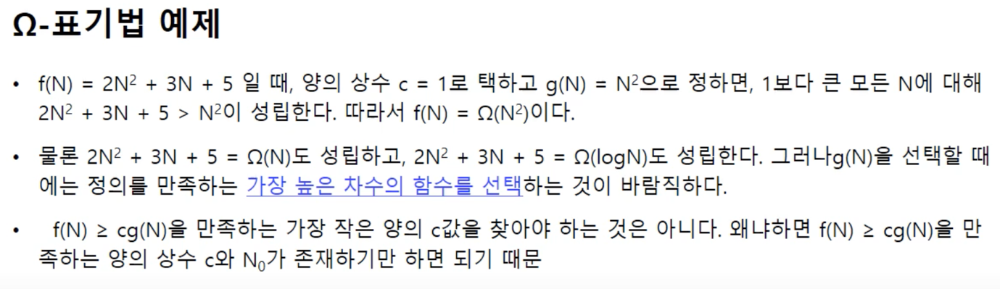 Ω-표기법 예제
• f(N) = 2N² + 3N + 5 일 때, 양의 상수 c = 1로 택하고 g(N) = N²으로 정하면, 1보다 큰 모든 N에 대해
2N² + 3N + 5 > N²이 성립한다. 따라서 f(N) = Ω(N²)이다.
• 물론 2N² + 3N + 5 = Ω(N)도 성립하고, 2N² + 3N + 5 = Ω(logN)도 성립한다. 그러나g(N)을 선택할 때
에는 정의를 만족하는 가장 높은 차수의 함수를 선택하는 것이 바람직하다.
• f(N) ≥ cg(N)을 만족하는 가장 작은 양의 c값을 찾아야 하는 것은 아니다. 왜냐하면 f(N) ≥ cg(N)을 만
족하는 양의 상수 c와 N₀가 존재하기만 하면 되기 때문